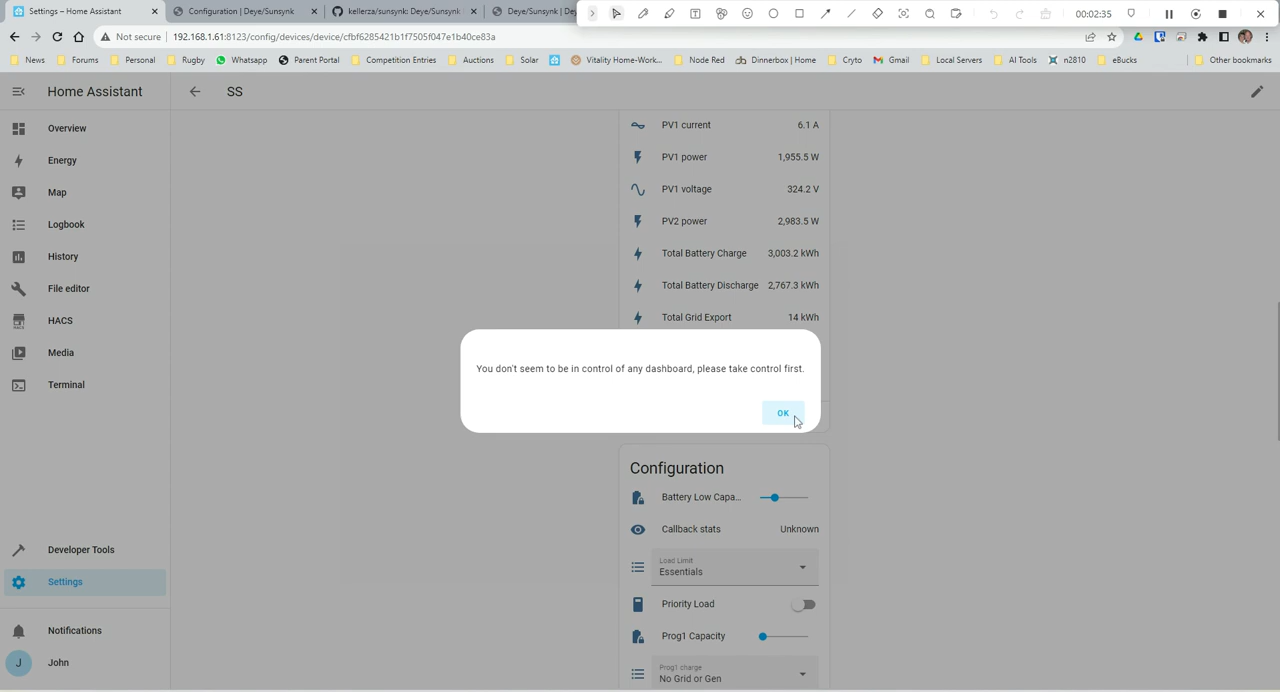 Settings – Home Assistant
Configuration | Deye/Sunsynk
kellerza/sunsynk: Deye/Sunsynk
Deye/Sunsynk | De
00:02:35
Not secure | 192.168.1.61:8123/config/devices/device/cfbf6285421b1f7505f047e1b40ce83a
News
Forums
Personal
Rugby
Whatsapp
Parent Portal
Competition Entries
Auctions
Solar
Vitality Home-Work...
Node Red
Dinnerbox | Home
Cryto
Gmail
Local Servers
AI Tools
n2810
eBucks
Other bookmarks
Home Assistant
SS
Overview
Energy
Map
Logbook
History
File editor
HACS
Media
Terminal
Developer Tools
Settings
Notifications
J John
PV1 current 6.1 A
PV1 power 1,955.5 W
PV1 voltage 324.2 V
PV2 power 2,983.5 W
Total Battery Charge 3,003.2 kWh
Total Battery Discharge 2,767.3 kWh
Total Grid Export 14 kWh
You don't seem to be in control of any dashboard, please take control first.
OK
Configuration
Battery Low Capa...
Callback stats Unknown
Load Limit
Essentials
Priority Load
Prog1 Capacity
Prog1 charge
No Grid or Gen